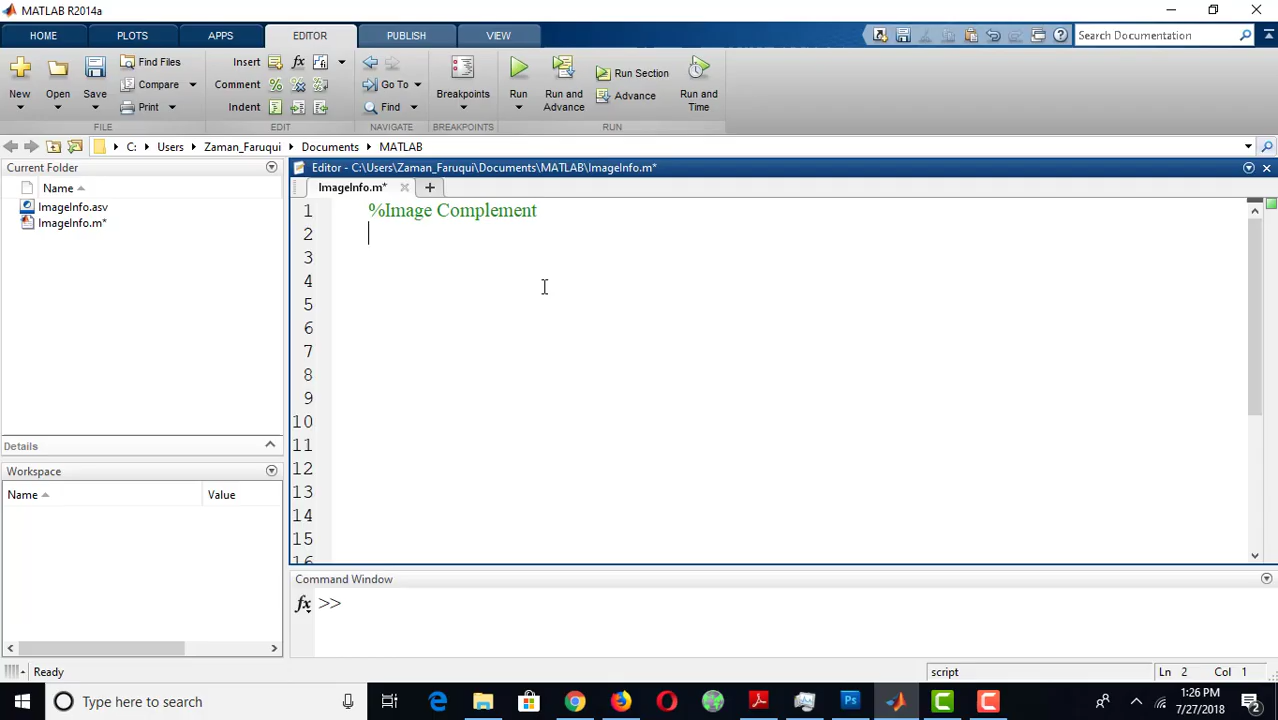 MATLAB R2014a
HOME PLOTS APPS EDITOR PUBLISH VIEW Search Documentation
New Open Save Find Files Compare Print
Insert Comment Indent
Go To Find
Breakpoints
Run Run and Advance Run Section Advance Run and Time
FILE EDIT NAVIGATE BREAKPOINTS RUN
C: Users Zaman_Faruqui Documents MATLAB
Current Folder
Name
ImageInfo.asv
ImageInfo.m*
Details
Workspace
Name Value
Editor - C:\Users\Zaman_Faruqui\Documents\MATLAB\ImageInfo.m*
ImageInfo.m*
1 %Image Complement
2
3
4
5
6
7
8
9
10
11
12
13
14
15
16
Command Window
fx >>
Ready script Ln 2 Col 1
Type here to search
1:26 PM
7/27/2018
2